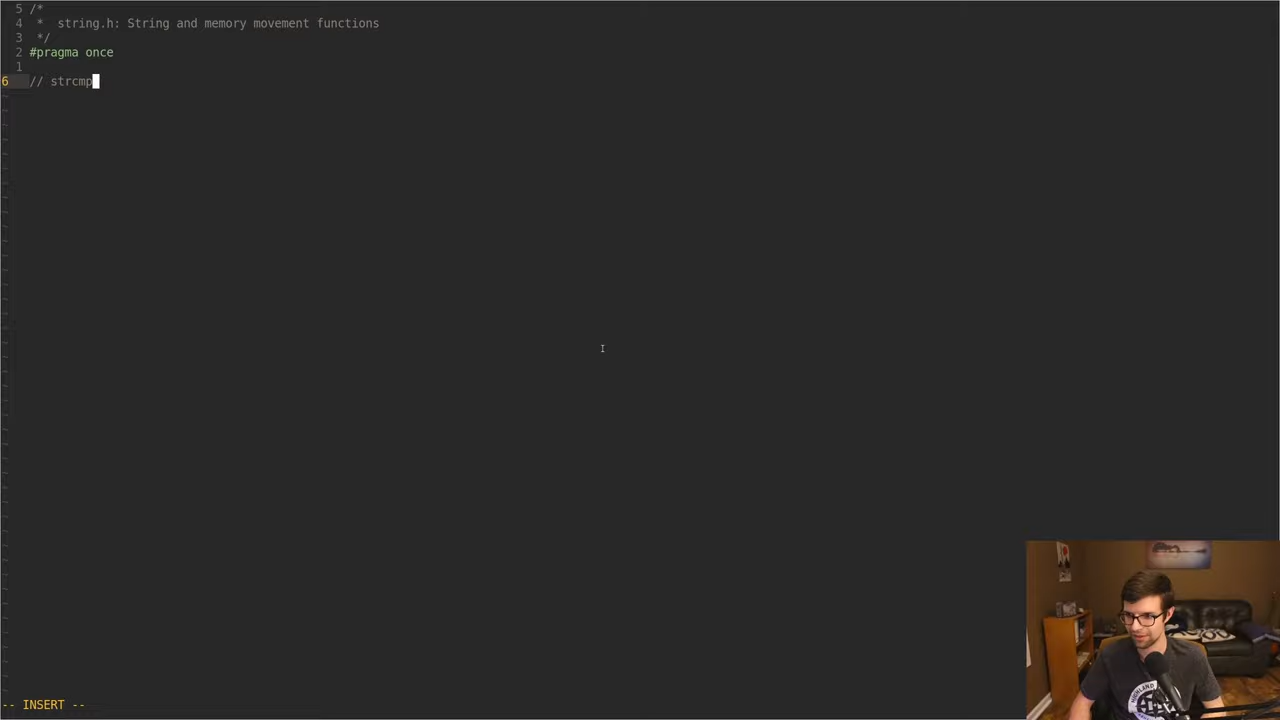 5 /*
4  *  string.h: String and memory movement functions
3  */
2 #pragma once
1
6 // strcmp
-- INSERT --